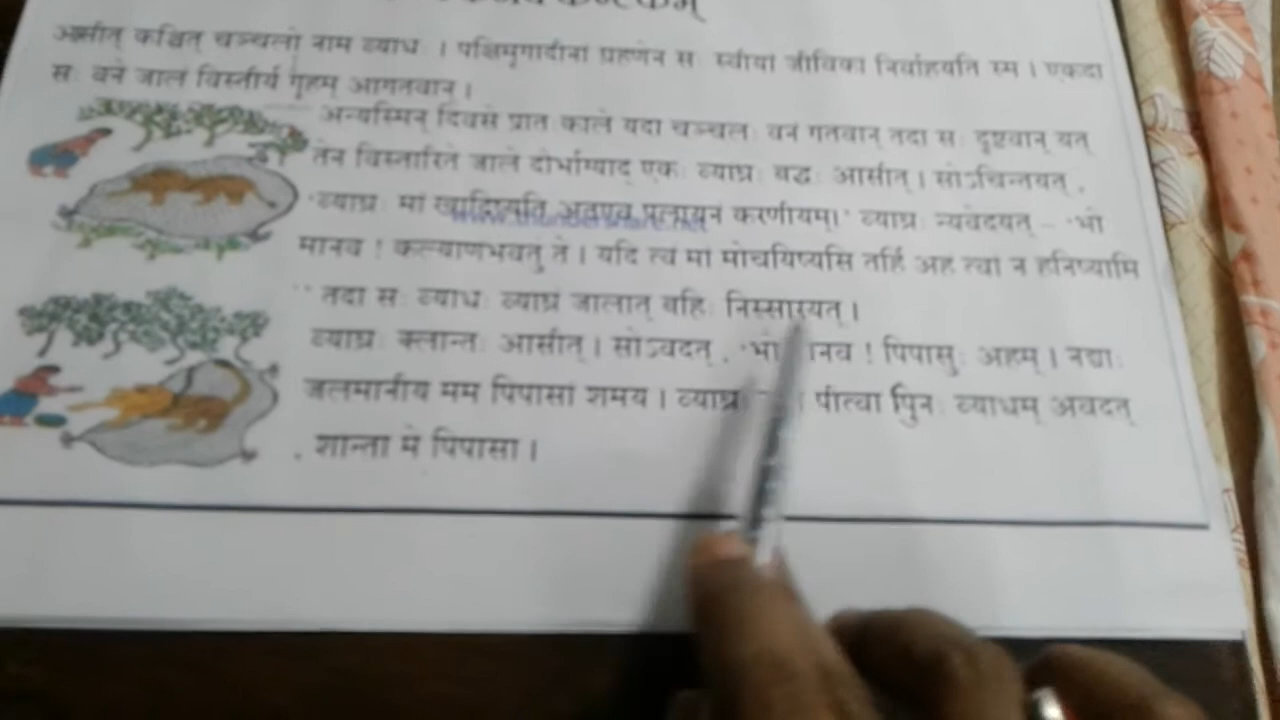 आसीत् कश्चित् चञ्चलो नाम व्याधः । पक्षिमृगादीनां ग्रहणेन सः स्वीयां जीविकां निर्वाहयति स्म । एकदा
सः वने जालं विस्तीर्य गृहम् आगतवान् ।
अन्यस्मिन् दिवसे प्रातःकाले यदा चञ्चलः वनं गतवान् तदा सः दृष्टवान् यत्
तेन विस्तारिते जाले दौर्भाग्याद् एकः व्याघ्रः बद्धः आसीत् । सोऽचिन्तयत् ,
'व्याघ्रः मां खादिष्यति अतएव पलायनं करणीयम्।' व्याघ्रः न्यवेदयत् – 'भो
मानव ! कल्याणं भवतु ते । यदि त्वं मां मोचयिष्यसि तर्हि अहं त्वां न हनिष्यामि
'' तदा सः व्याधः व्याघ्रं जालात् बहिः निस्सारयत् ।
व्याघ्रः क्लान्तः आसीत् । सोऽवदत् , 'भो मानव ! पिपासुः अहम् । नद्याः
जलमानीय मम पिपासां शमय । व्याघ्रः पीत्वा पुनः व्याधम् अवदत्
, शान्ता मे पिपासा ।